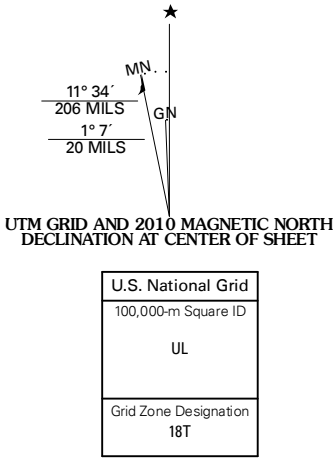 ★
MN
11° 34´
206 MILS
GN
1° 7´
20 MILS
UTM GRID AND 2010 MAGNETIC NORTH
DECLINATION AT CENTER OF SHEET
U.S. National Grid
100,000-m Square ID
UL
Grid Zone Designation
18T